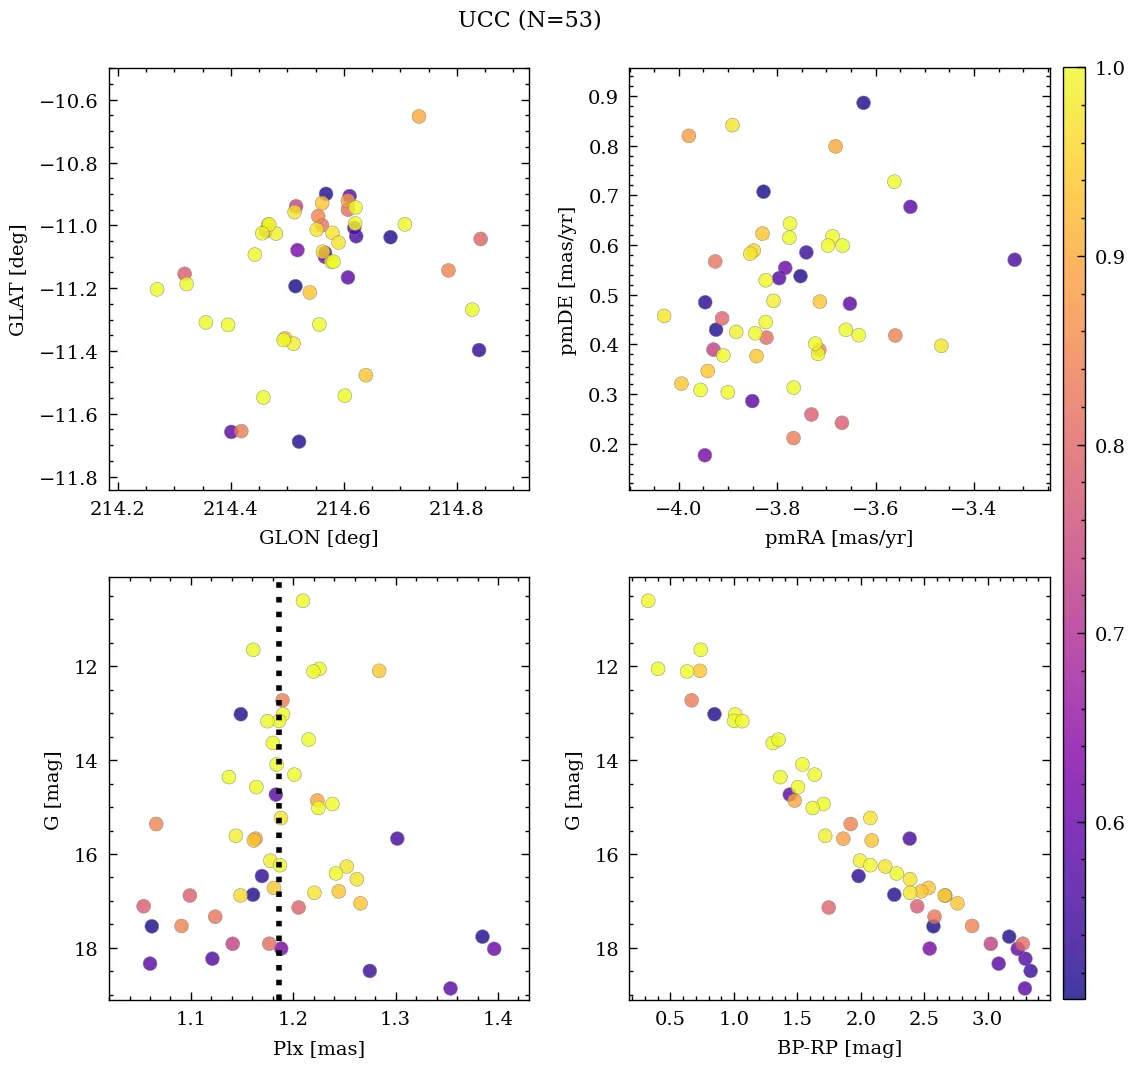 UCC (N=53)
−10.6
−10.8
−11.0
−11.2
−11.4
−11.6
−11.8
GLAT [deg]
214.2 214.4 214.6 214.8
GLON [deg]
0.9
0.8
0.7
0.6
0.5
0.4
0.3
0.2
pmDE [mas/yr]
−4.0 −3.8 −3.6 −3.4
pmRA [mas/yr]
12
14
16
18
G [mag]
1.1 1.2 1.3 1.4
Plx [mas]
12
14
16
18
G [mag]
0.5 1.0 1.5 2.0 2.5 3.0
BP-RP [mag]
1.0
0.9
0.8
0.7
0.6